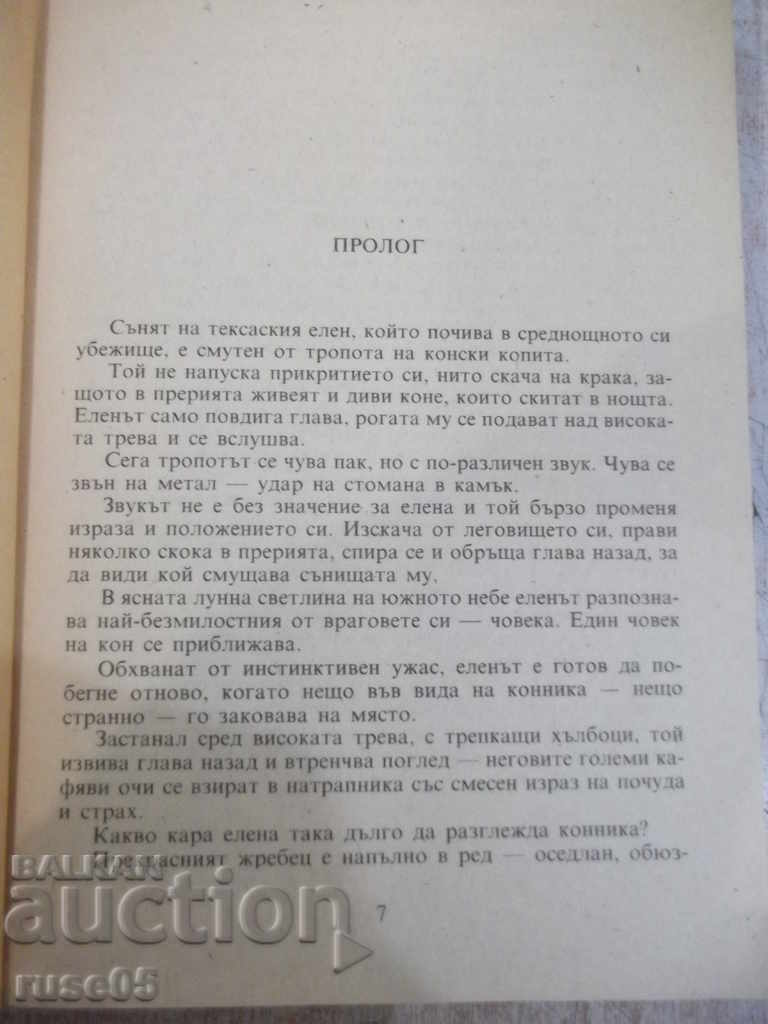 ПРОЛОГ
Сънят на тексаския елен, който почива в среднощното си
убежище, е смутен от тропота на конски копита.
Той не напуска прикритието си, нито скача на крака, за-
щото в прерията живеят и диви коне, които скитат в нощта.
Еленът само повдига глава, рогата му се подават над висока-
та трева и се вслушва.
Сега тропотът се чува пак, но с по-различен звук. Чува се
звън на метал — удар на стомана в камък.
Звукът не е без значение за елена и той бързо променя
израза и положението си. Изскача от леговището си, прави
няколко скока в прерията, спира се и обръща глава назад, за
да види кой смущава сънищата му,
В ясната лунна светлина на южното небе еленът разпозна-
ва най-безмилостния от враговете си — човека. Един човек
на кон се приближава.
Обхванат от инстинктивен ужас, еленът е готов да по-
бегне отново, когато нещо във вида на конника — нещо
странно — го заковава на място.
Застанал сред високата трева, с трепкащи хълбоци, той
извива глава назад и втренчва поглед — неговите големи ка-
фяви очи се взират в натрапника със смесен израз на почуда
и страх.
Какво кара елена така дълго да разглежда конника?
Прекрасният жребец е напълно в ред — оседлан, обюз-
7
BALKAN
auction
ruse05